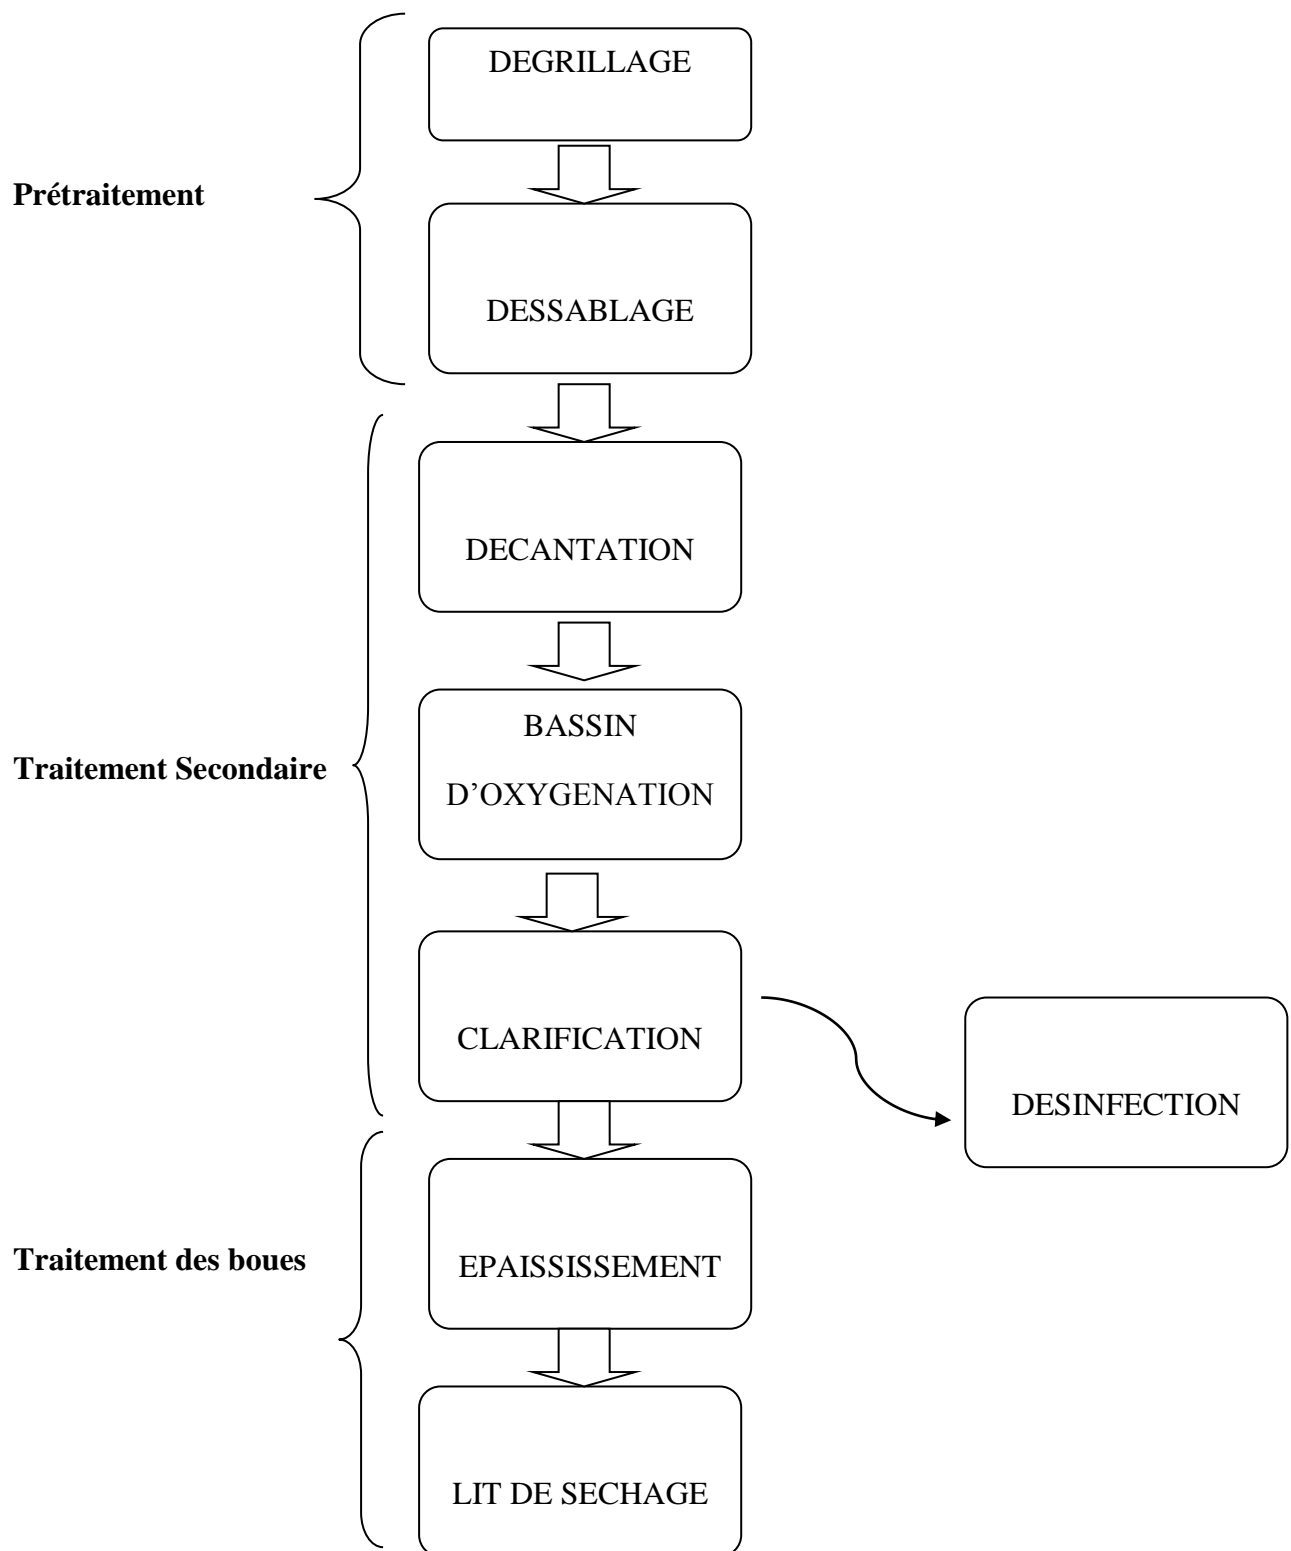 DEGRILLAGE
Prétraitement
DESSABLAGE
DECANTATION
BASSIN
Traitement Secondaire
D’OXYGENATION
CLARIFICATION
DESINFECTION
Traitement des boues
EPAISSISSEMENT
LIT DE SECHAGE